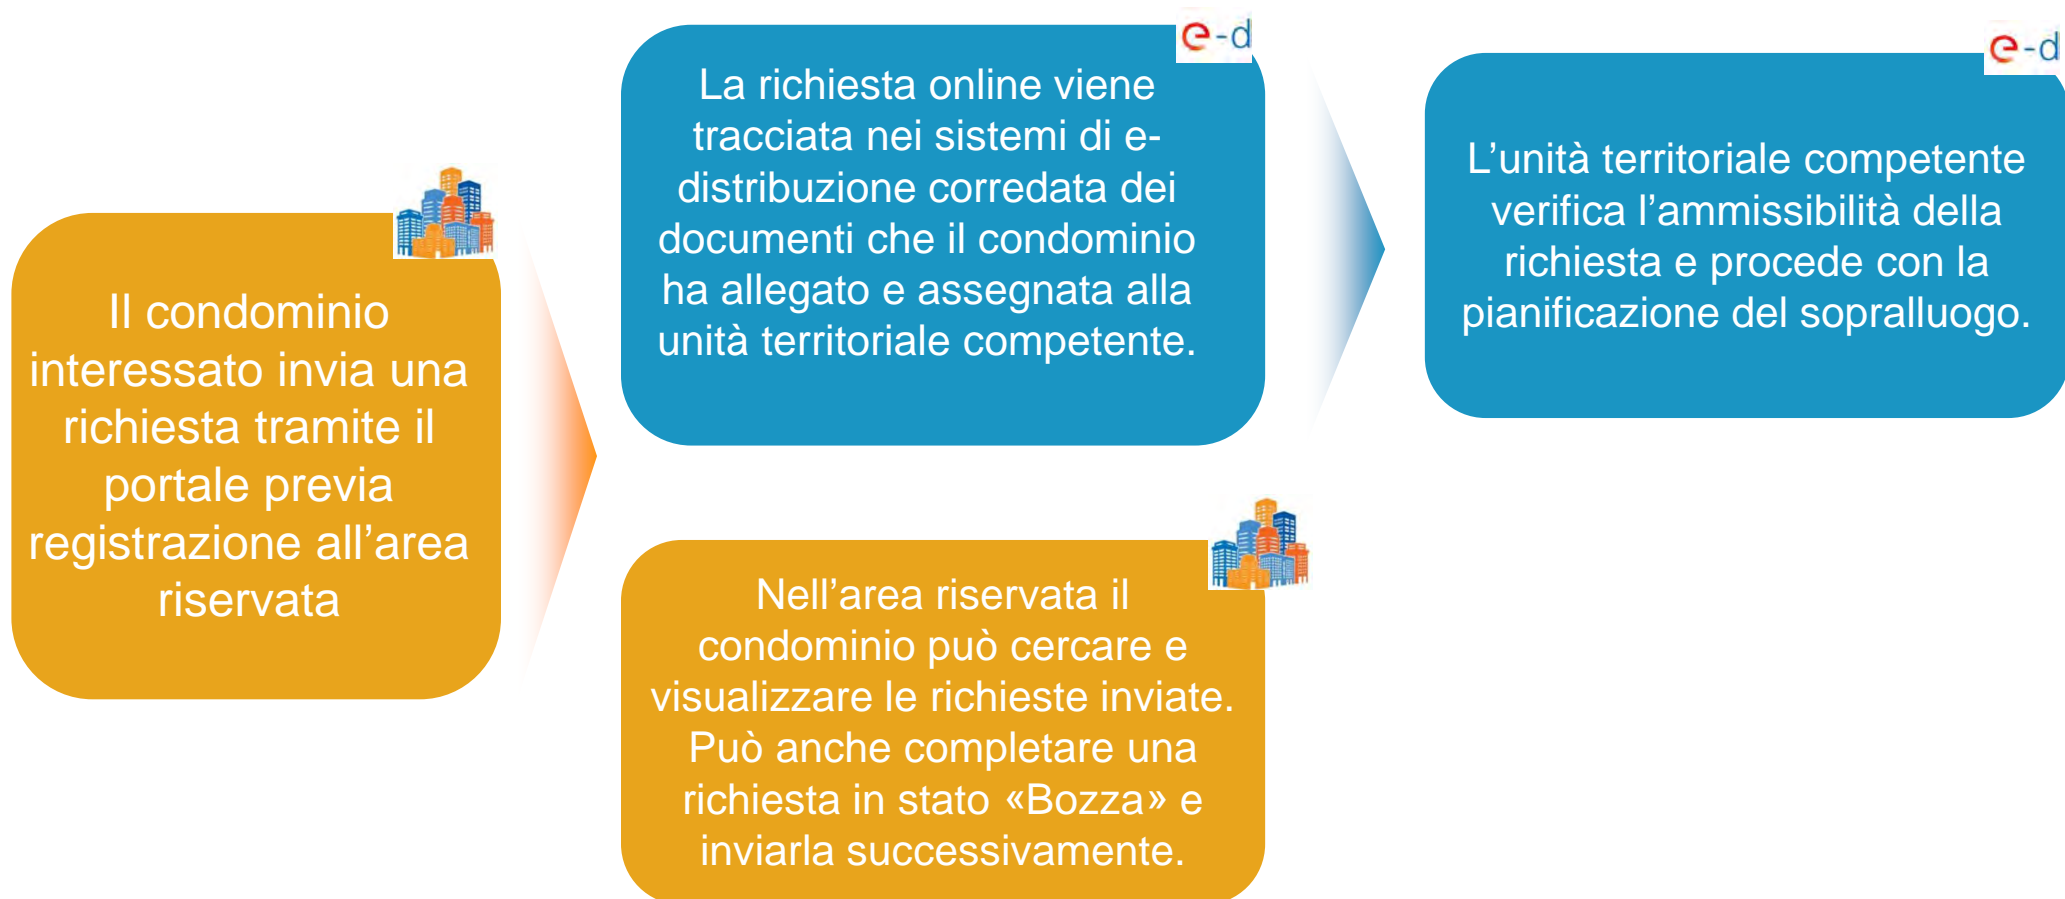 Il condominio
interessato invia una
richiesta tramite il
portale previa
registrazione all’area
riservata
e-d
La richiesta online viene
tracciata nei sistemi di e-
distribuzione corredata dei
documenti che il condominio
ha allegato e assegnata alla
unità territoriale competente.
Nell’area riservata il
condominio può cercare e
visualizzare le richieste inviate.
Può anche completare una
richiesta in stato «Bozza» e
inviarla successivamente.
e-d
L’unità territoriale competente
verifica l’ammissibilità della
richiesta e procede con la
pianificazione del sopralluogo.